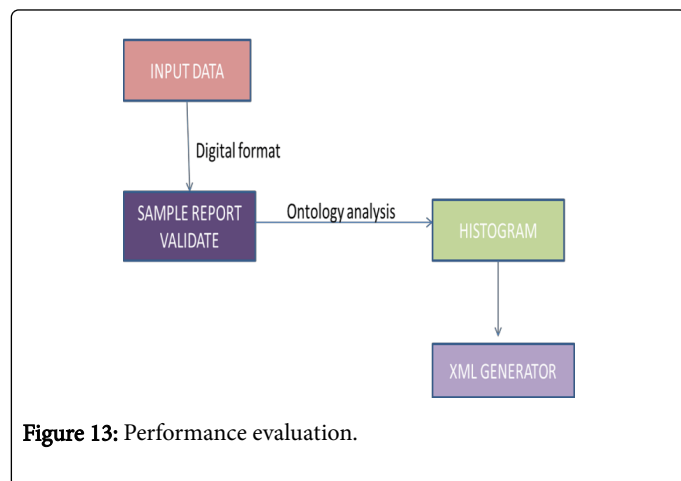 INPUT DATA
Digital format
SAMPLE REPORT
VALIDATE
Ontology analysis
HISTOGRAM
XML GENERATOR
Figure 13: Performance evaluation.